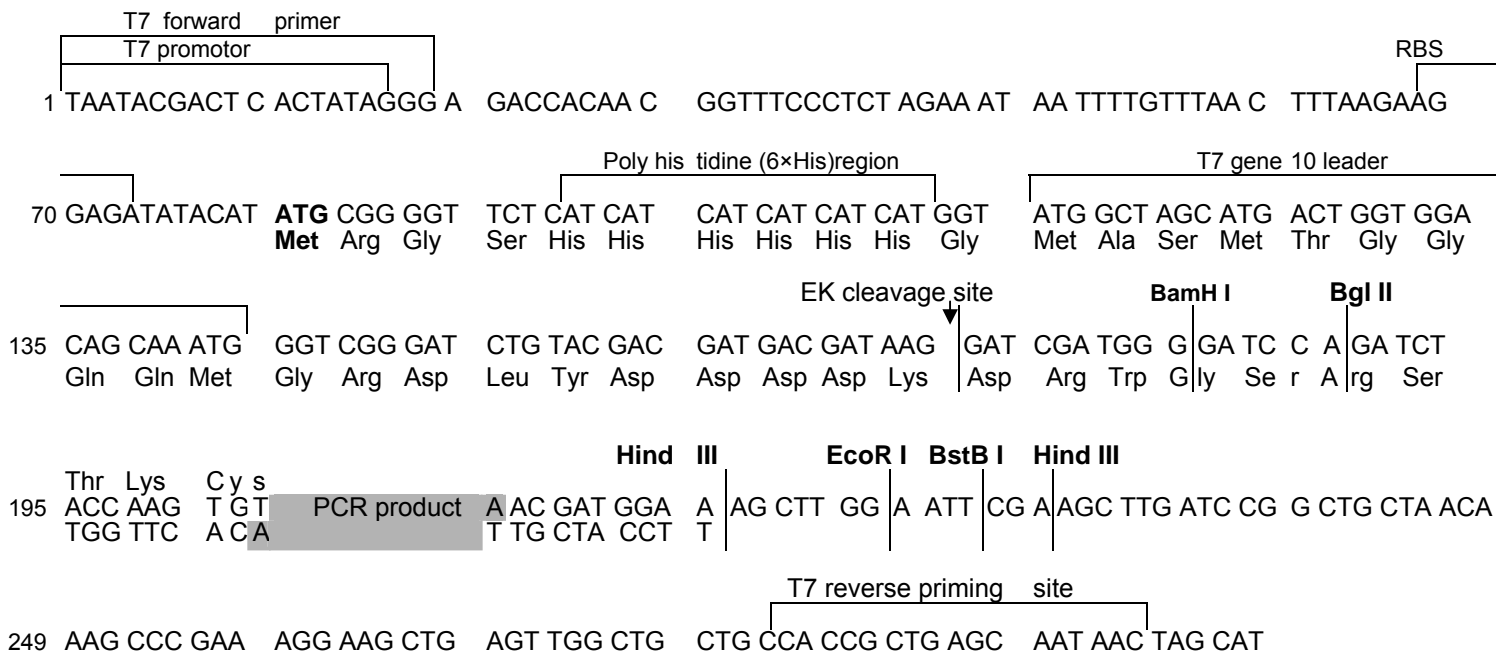 T7 forward primer
T7 promotor
RBS
1 TAATACGACT C ACTATAGGG A GACCACAA C GGTTTCCCTCT AGAA AT AA TTTTGTTTAA C TTTAAGAAG
Poly his tidine (6×His)region T7 gene 10 leader
70 GAGATATACAT ATG CGG GGT TCT CAT CAT CAT CAT CAT CAT GGT ATG GCT AGC ATG ACT GGT GGA
Met Arg Gly Ser His His His His His His Gly Met Ala Ser Met Thr Gly Gly
EK cleavage site BamH I Bgl II
135 CAG CAA ATG GGT CGG GAT CTG TAC GAC GAT GAC GAT AAG GAT CGA TGG G GA TC C A GA TCT
Gln Gln Met Gly Arg Asp Leu Tyr Asp Asp Asp Asp Lys Asp Arg Trp G ly Se r A rg Ser
Hind III EcoR I BstB I Hind III
Thr Lys C y s
195 ACC AAG T GT PCR product A AC GAT GGA A AG CTT GG A ATT CG A AGC TTG ATC CG G CTGCTAA ACA
TGG TTC A CA T TG CTA CCT T
T7 reverse priming site
249 AAG CCC GAA AGG AAG CTG AGT TGG CTG CTG CCA CCG CTGAGC AAT AAC TAG CAT